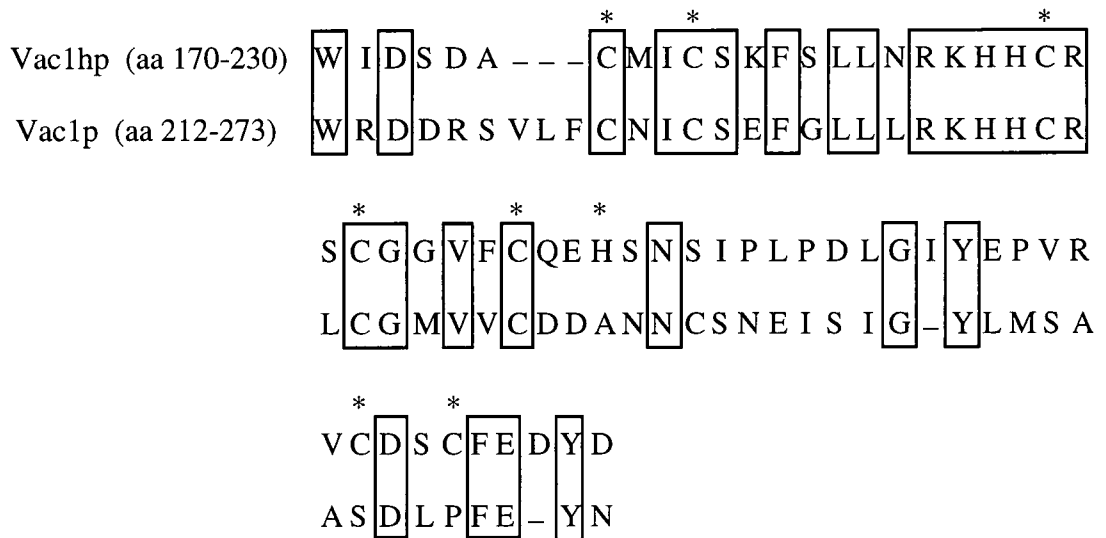 * * *
Vac1hp (aa 170-230) W I D S D A – – – C M I C S K F S L L N R K H H C R
Vac1p (aa 212-273) W R D D R S V L F C N I C S E F G L L L R K H H C R
* * *
S C G G V F C Q E H S N S I P L P D L G I Y E P V R
L C G M V V C D D A N N C S N E I S I G – Y L M S A
* *
V C D S C F E D Y D
A S D L P F E – Y N